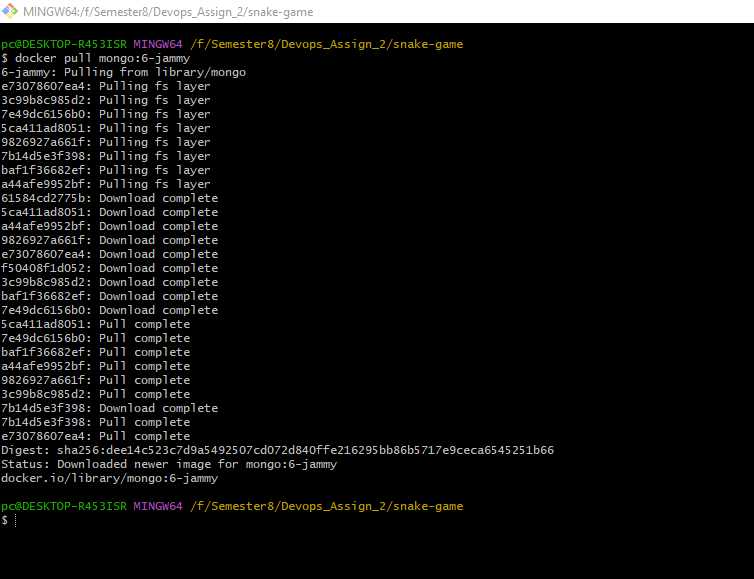 MINGW64:/f/Semester8/Devops_Assign_2/snake-game
pc@DESKTOP-R453ISR MINGW64 /f/Semester8/Devops_Assign_2/snake-game
$ docker pull mongo:6-jammy
6-jammy: Pulling from library/mongo
e73078607ea4: Pulling fs layer
3c99b8c985d2: Pulling fs layer
7e49dc6156b0: Pulling fs layer
5ca411ad8051: Pulling fs layer
9826927a661f: Pulling fs layer
7b14d5e3f398: Pulling fs layer
baf1f36682ef: Pulling fs layer
a44afe9952bf: Pulling fs layer
61584cd2775b: Download complete
5ca411ad8051: Download complete
a44afe9952bf: Download complete
9826927a661f: Download complete
e73078607ea4: Download complete
f50408f1d052: Download complete
3c99b8c985d2: Download complete
baf1f36682ef: Download complete
7e49dc6156b0: Download complete
5ca411ad8051: Pull complete
7e49dc6156b0: Pull complete
baf1f36682ef: Pull complete
a44afe9952bf: Pull complete
9826927a661f: Pull complete
3c99b8c985d2: Pull complete
7b14d5e3f398: Download complete
7b14d5e3f398: Pull complete
e73078607ea4: Pull complete
Digest: sha256:dee14c523c7d9a5492507cd072d840ffe216295bb86b5717e9ceca6545251b66
Status: Downloaded newer image for mongo:6-jammy
docker.io/library/mongo:6-jammy
pc@DESKTOP-R453ISR MINGW64 /f/Semester8/Devops_Assign_2/snake-game
$